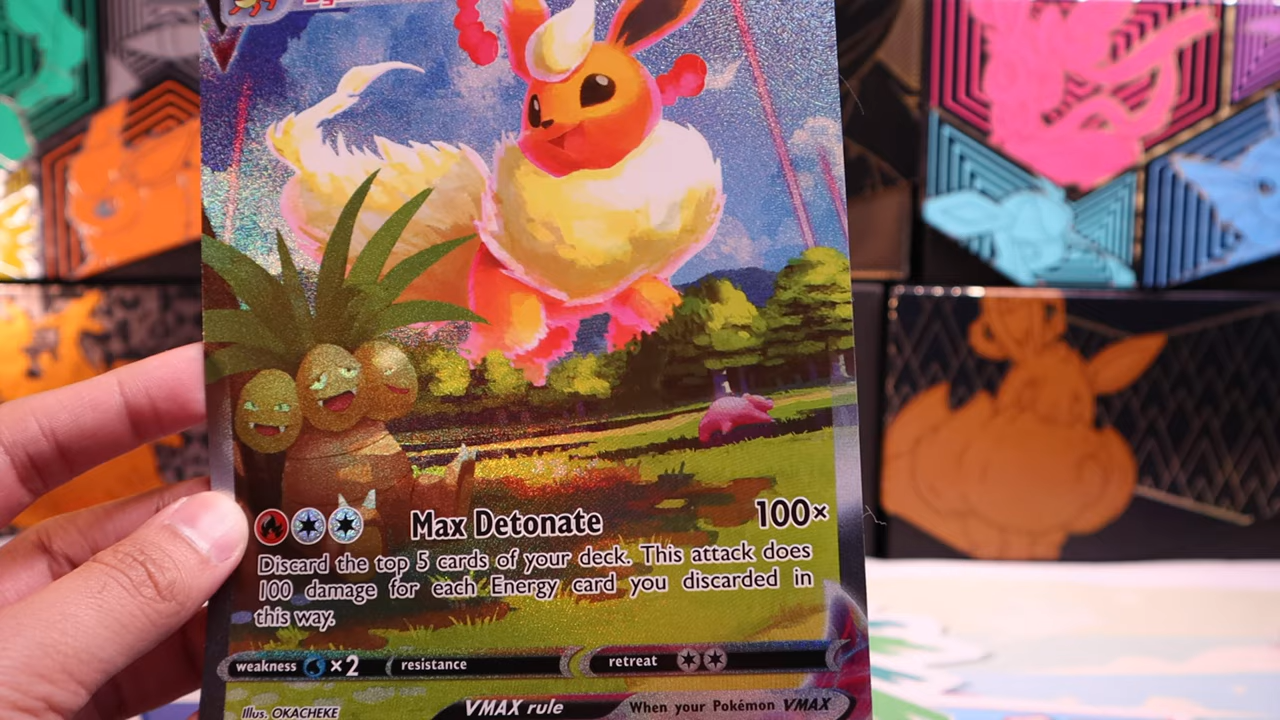 Max Detonate 100×
Discard the top 5 cards of your deck. This attack does
100 damage for each Energy card you discarded in
this way.
weakness ×2 resistance retreat
Illus. OKACHEKE VMAX rule When your Pokémon VMAX